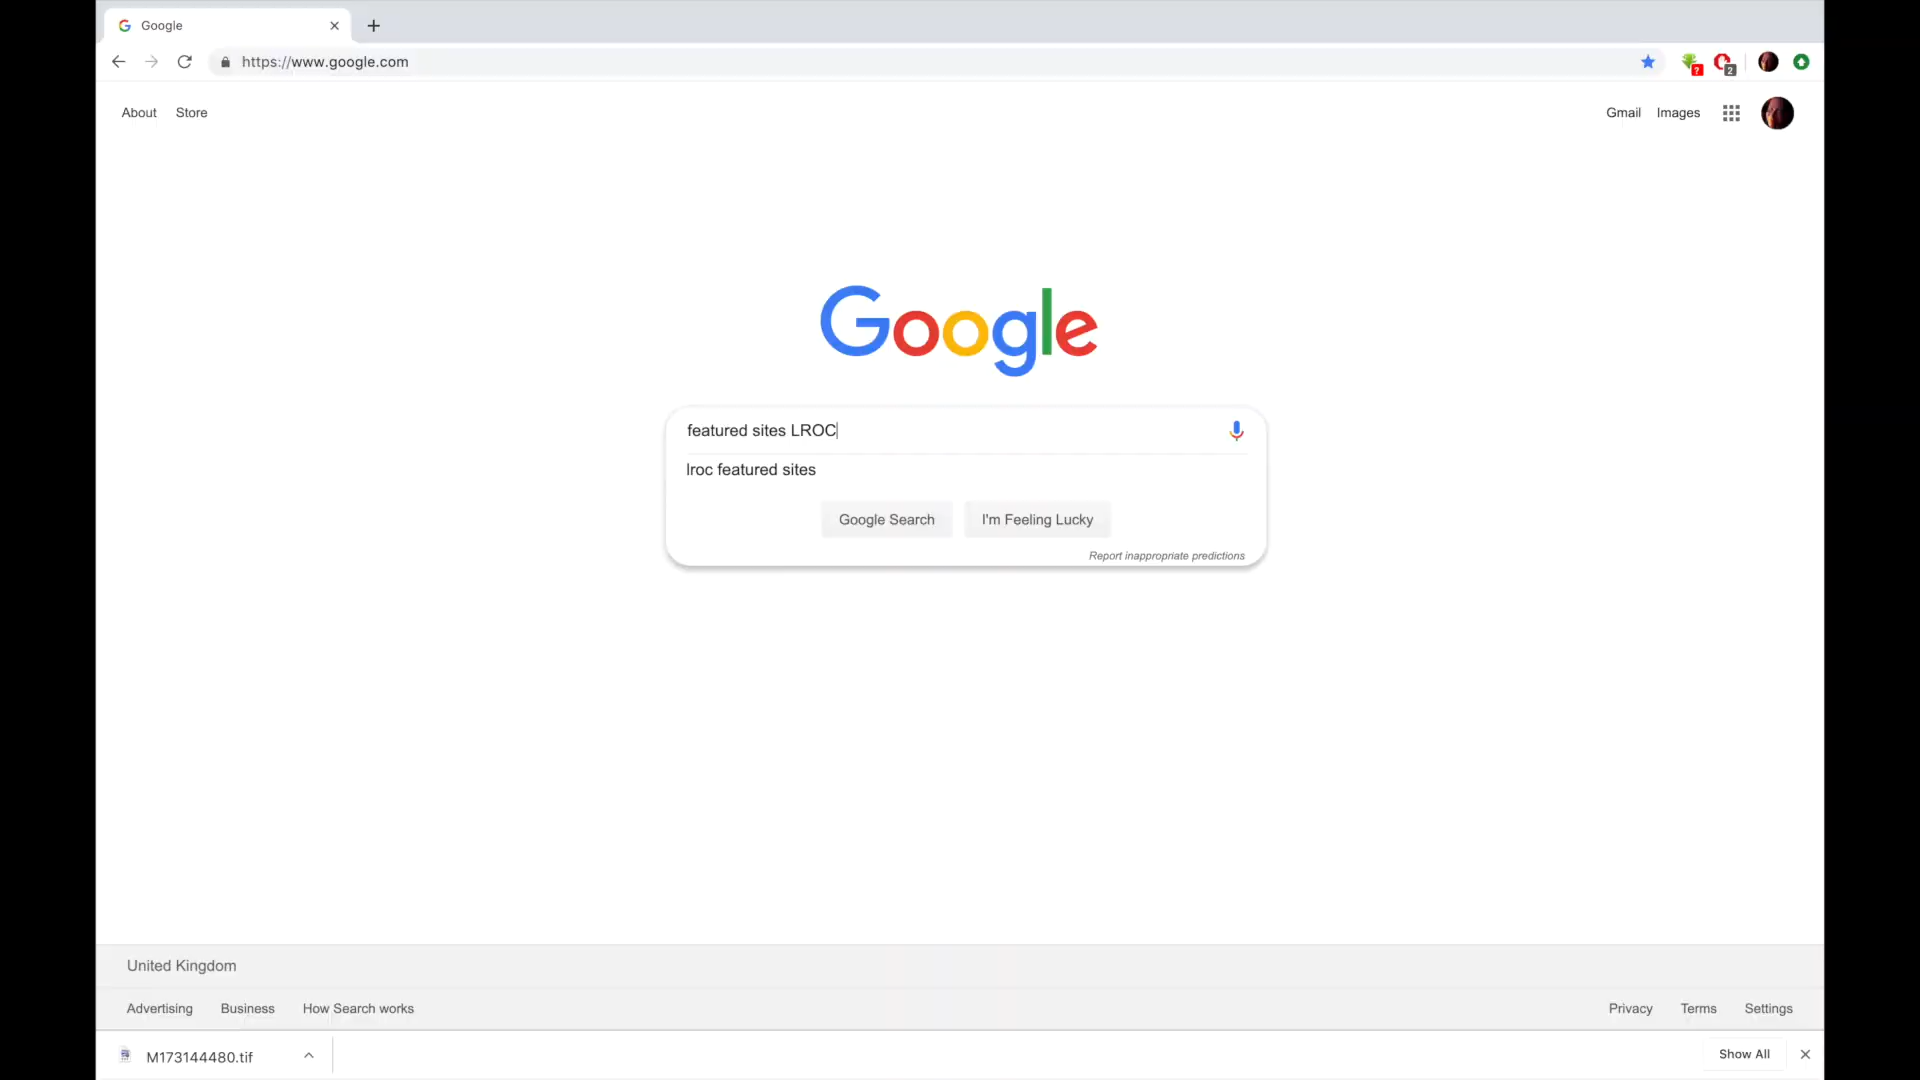 Google
https://www.google.com
?
2
About Store
Gmail Images
Google
featured sites LROC
lroc featured sites
Google Search I'm Feeling Lucky
Report inappropriate predictions
United Kingdom
Advertising Business How Search works
Privacy Terms Settings
M173144480.tif
Show All